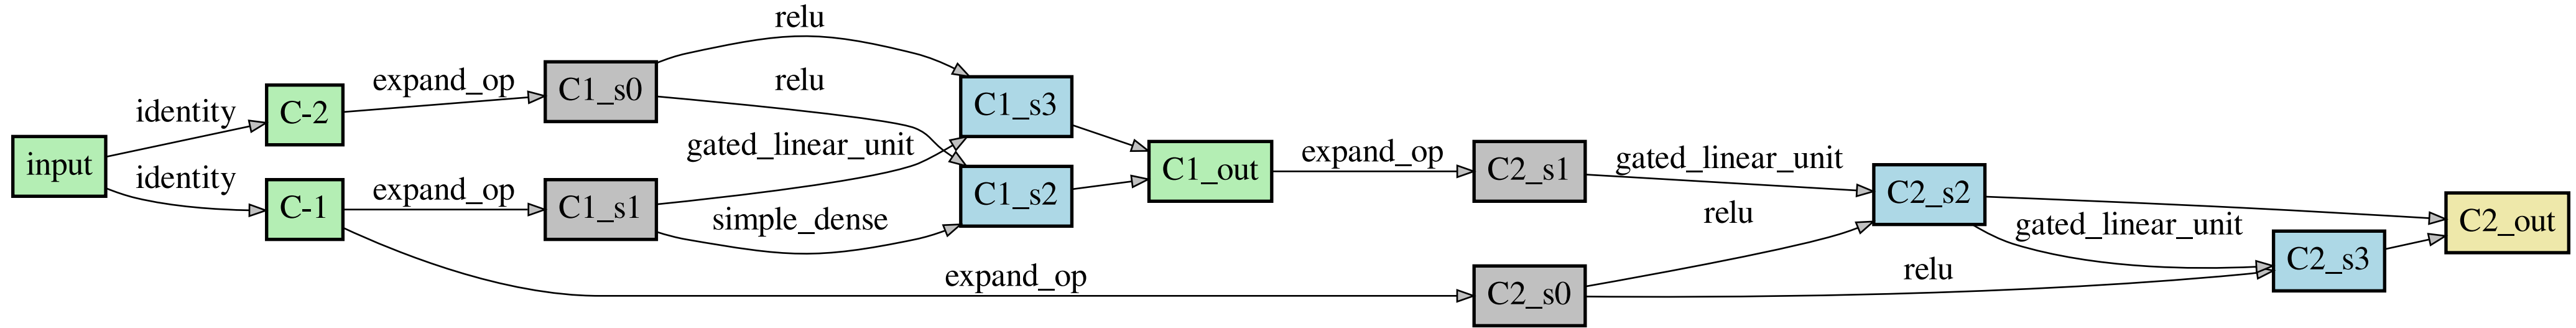 input
identity
identity
C-2
C-1
expand_op
expand_op
C1_s0
C1_s1
relu
relu
gated_linear_unit
simple_dense
expand_op
C1_s3
C1_s2
C1_out
expand_op
C2_s1
C2_s0
gated_linear_unit
relu
relu
C2_s2
gated_linear_unit
C2_s3
C2_out